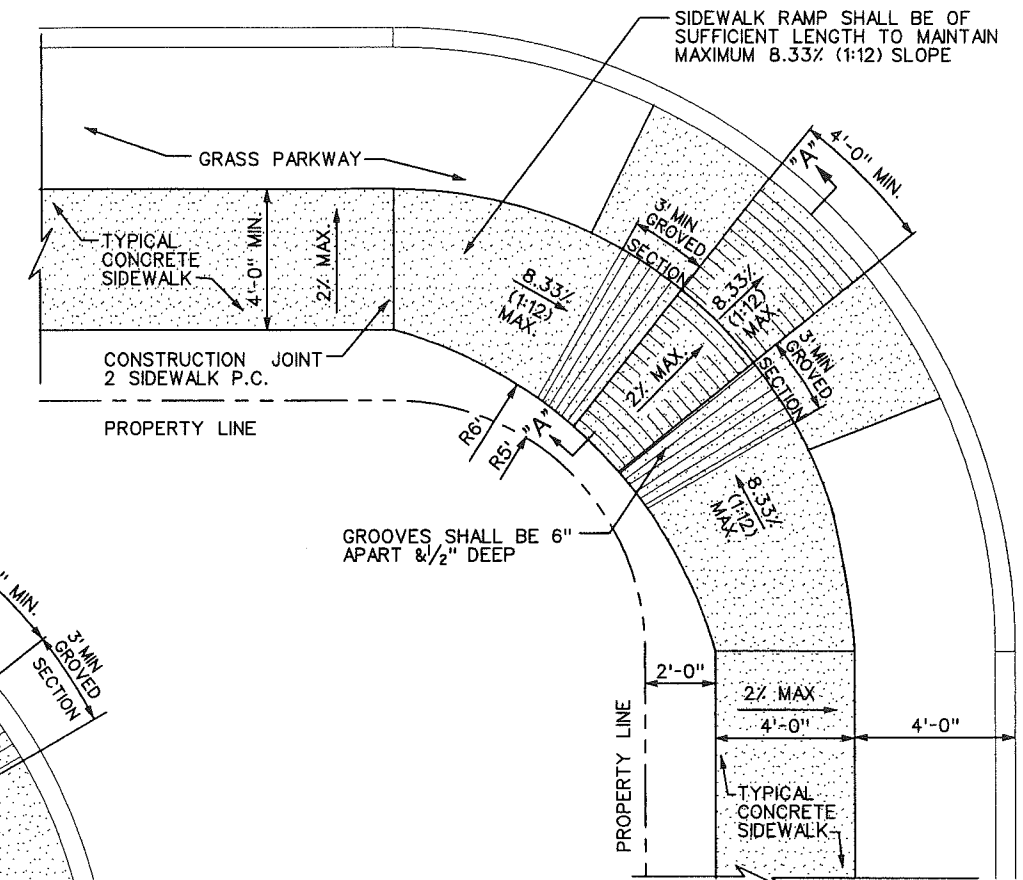 SIDEWALK RAMP SHALL BE OF
SUFFICIENT LENGTH TO MAINTAIN
MAXIMUM 8.33% (1:12) SLOPE
GRASS PARKWAY
"A"
4'-0" MIN.
3' MIN
GROVED
SECTION
TYPICAL
CONCRETE
SIDEWALK
4'-0" MIN.
2% MAX.
8.33%
(1:12)
MAX.
8.33%
(1:12)
MAX.
3' MIN
GROVED
SECTION
2% MAX.
CONSTRUCTION JOINT
2 SIDEWALK P.C.
PROPERTY LINE
R6'
R5'
"A"
8.33%
(1:12)
MAX.
GROOVES SHALL BE 6"
APART &1/2" DEEP
" MIN.
3' MIN
GROVED
SECTION
2'-0"
2% MAX
4'-0"
4'-0"
PROPERTY LINE
TYPICAL
CONCRETE
SIDEWALK